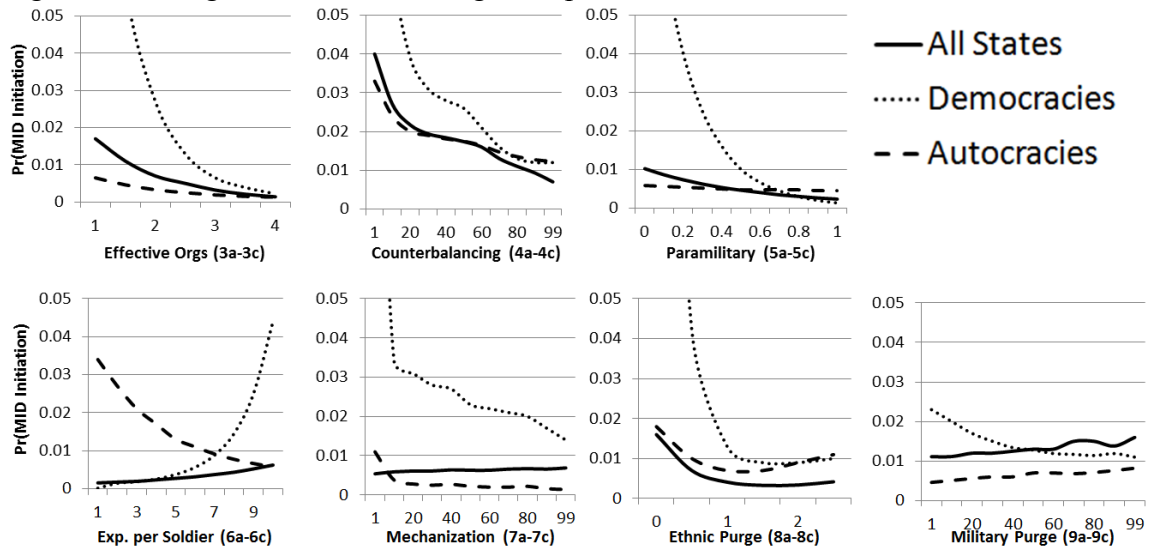 0.05
0.04
0.03
0.02
0.01
0
Pr(MID Initiation)
1 2 3 4
Effective Orgs (3a-3c)
0.05
0.04
0.03
0.02
0.01
0
1 20 40 60 80 99
Counterbalancing (4a-4c)
0.05
0.04
0.03
0.02
0.01
0
0 0.2 0.4 0.6 0.8 1
Paramilitary (5a-5c)
All States
Democracies
Autocracies
0.05
0.04
0.03
0.02
0.01
0
Pr(MID Initiation)
1 3 5 7 9
Exp. per Soldier (6a-6c)
0.05
0.04
0.03
0.02
0.01
0
1 20 40 60 80 99
Mechanization (7a-7c)
0.05
0.04
0.03
0.02
0.01
0
0 1 2
Ethnic Purge (8a-8c)
0.05
0.04
0.03
0.02
0.01
0
1 20 40 60 80 99
Military Purge (9a-9c)